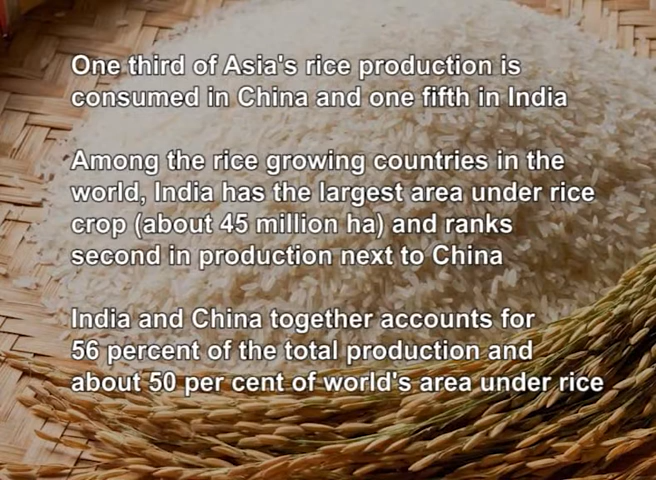 One third of Asia's rice production is
consumed in China and one fifth in India
Among the rice growing countries in the
world, India has the largest area under rice
crop (about 45 million ha) and ranks
second in production next to China
India and China together accounts for
56 percent of the total production and
about 50 per cent of world's area under rice